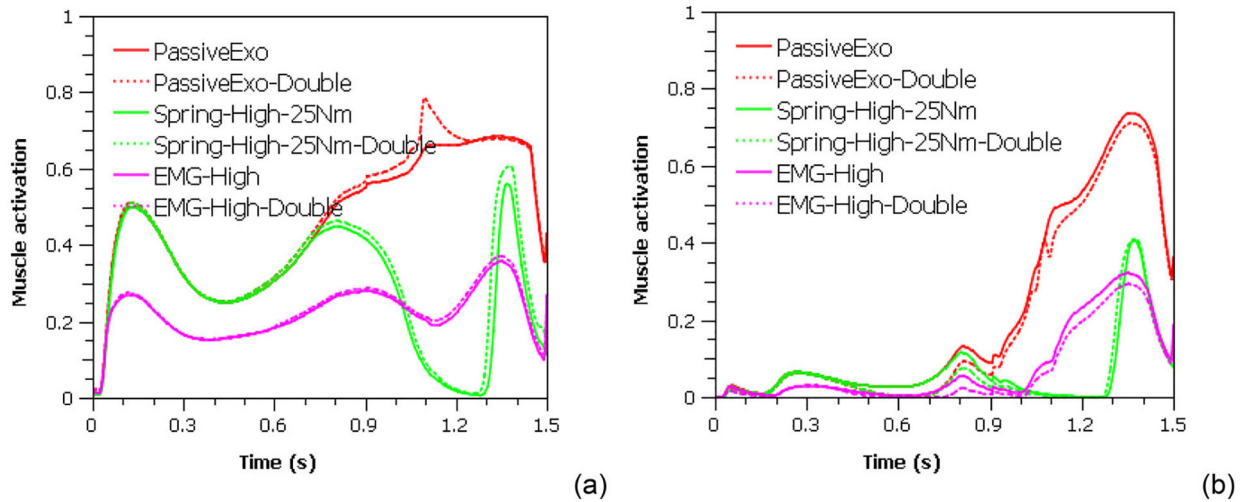 1
0.8
0.6
0.4
0.2
0
Muscle activation
PassiveExo
PassiveExo-Double
Spring-High-25Nm
Spring-High-25Nm-Double
EMG-High
EMG-High-Double
0 0.3 0.6 0.9 1.2 1.5
Time (s)
(a)
1
0.8
0.6
0.4
0.2
0
Muscle activation
PassiveExo
PassiveExo-Double
Spring-High-25Nm
Spring-High-25Nm-Double
EMG-High
EMG-High-Double
0 0.3 0.6 0.9 1.2 1.5
Time (s)
(b)